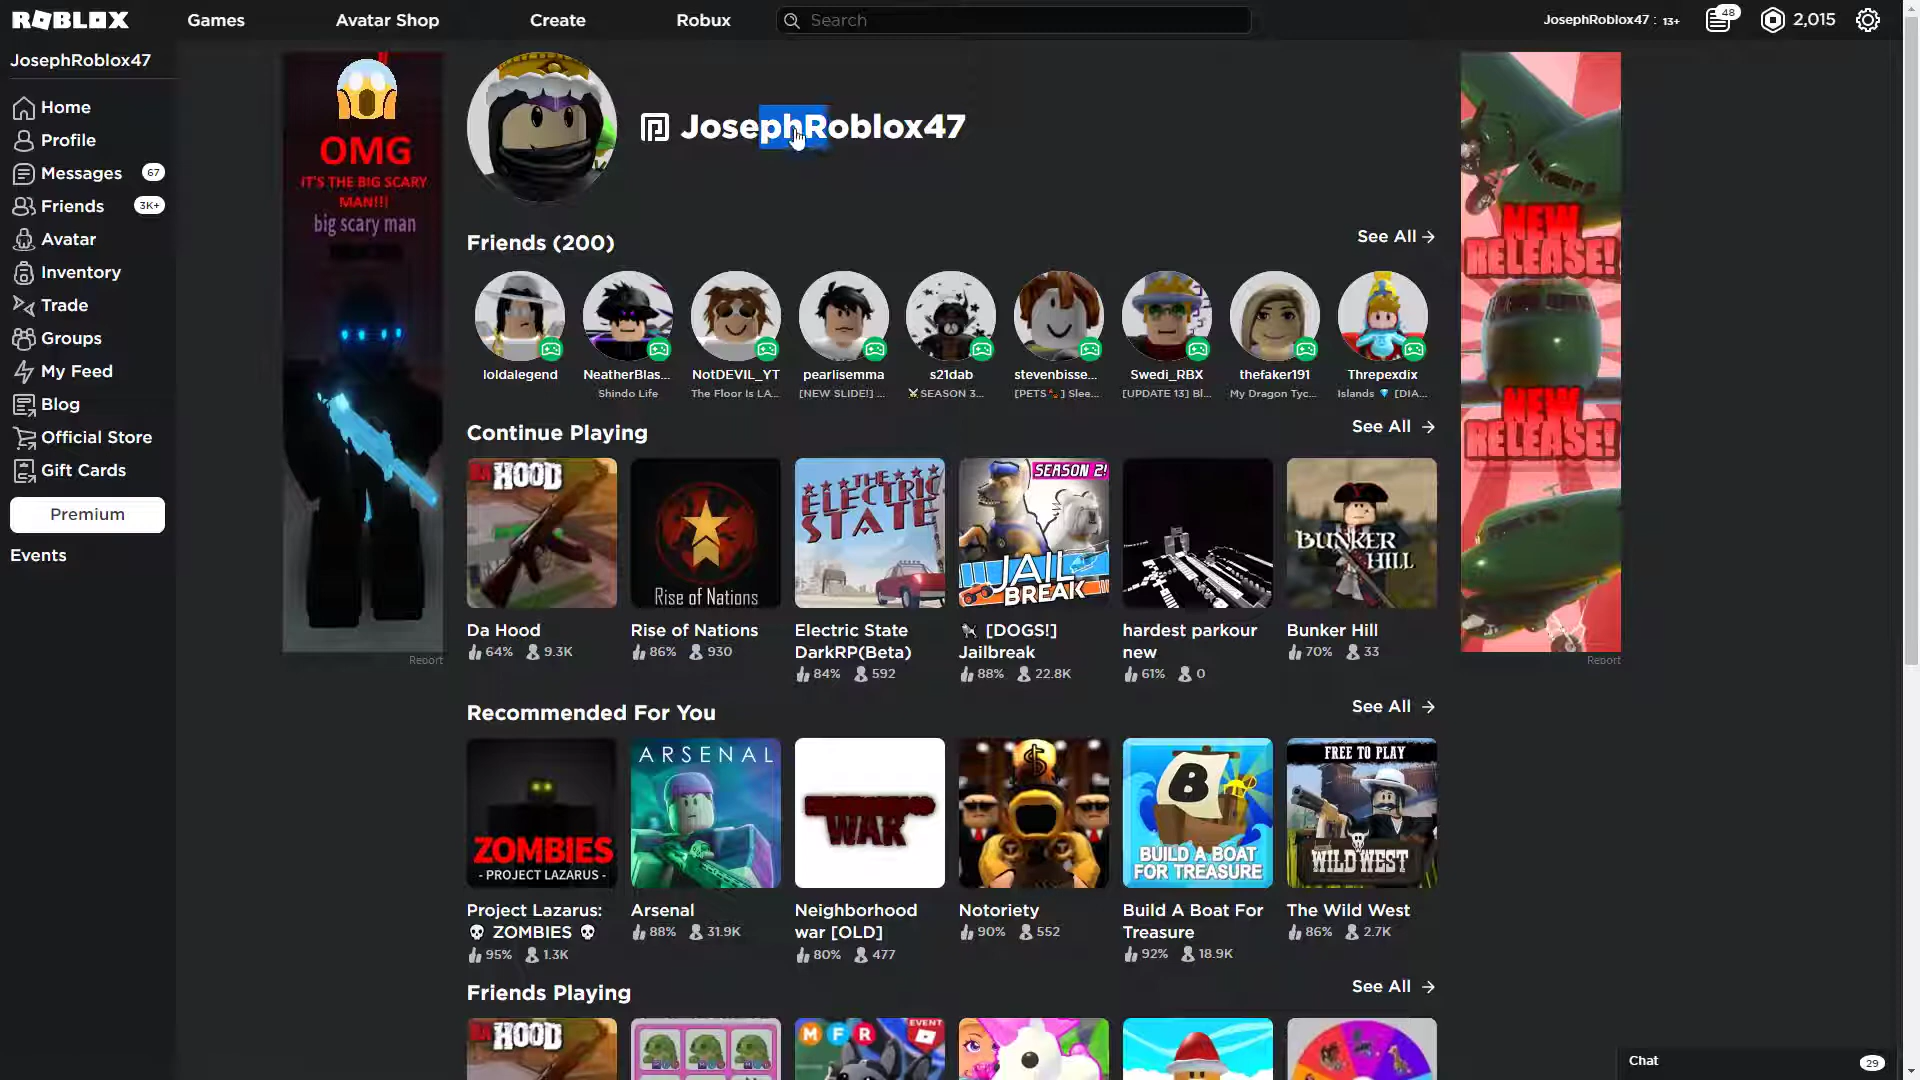 ROBLOX
Games
Avatar Shop
Create
Robux
Search
JosephRoblox47 : 13+
48
2,015
JosephRoblox47
Home
Profile
Messages 67
Friends 3K+
Avatar
Inventory
Trade
Groups
My Feed
Blog
Official Store
Gift Cards
Premium
Events
OMG
IT'S THE BIG SCARY
MAN!!!
big scary man
Report
JosephRoblox47
Friends (200)
See All →
loldalegend
NeatherBlas...
Shindo Life
NotDEVIL_YT
The Floor Is LA...
pearlisemma
[NEW SLIDE!] ...
s21dab
⚔SEASON 3...
stevenbisse...
[PETS🐾] Slee...
Swedi_RBX
[UPDATE 13] Bl...
thefaker191
My Dragon Tyc...
Threpexdix
Islands 💎 [DIA...
Continue Playing
See All →
DA HOOD
Rise of Nations
THE
ELECTRIC
STATE
SEASON 2!
JAIL
BREAK
BUNKER
HILL
Da Hood
64% 9.3K
Rise of Nations
86% 930
Electric State
DarkRP(Beta)
84% 592
🐩 [DOGS!]
Jailbreak
88% 22.8K
hardest parkour
new
61% 0
Bunker Hill
70% 33
Recommended For You
See All →
ZOMBIES
- PROJECT LAZARUS -
ARSENAL
WAR
$
B
BUILD A BOAT
FOR TREASURE
FREE TO PLAY
WILD WEST
Project Lazarus:
💀 ZOMBIES 💀
95% 1.3K
Arsenal
88% 31.9K
Neighborhood
war [OLD]
80% 477
Notoriety
90% 552
Build A Boat For
Treasure
92% 18.9K
The Wild West
86% 2.7K
Friends Playing
See All →
DA HOOD
M F R
EVENT
NEW
RELEASE!
NEW
RELEASE!
Report
Chat
29